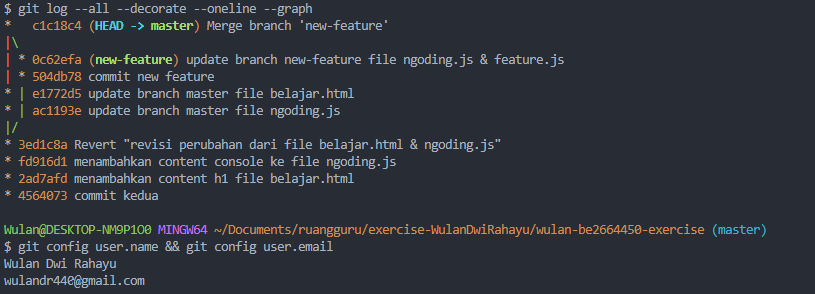 $ git log --all --decorate --oneline --graph
*   c1c18c4 (HEAD -> master) Merge branch 'new-feature'
|\
| * 0c62efa (new-feature) update branch new-feature file ngoding.js & feature.js
| * 504db78 commit new feature
* | e1772d5 update branch master file belajar.html
* | ac1193e update branch master file ngoding.js
|/
* 3ed1c8a Revert "revisi perubahan dari file belajar.html & ngoding.js"
* fd916d1 menambahkan content console ke file ngoding.js
* 2ad7afd menambahkan content h1 file belajar.html
* 4564073 commit kedua
Wulan@DESKTOP-NM9P1O0 MINGW64 ~/Documents/ruangguru/exercise-WulanDwiRahayu/wulan-be2664450-exercise (master)
$ git config user.name && git config user.email
Wulan Dwi Rahayu
wulandr440@gmail.com